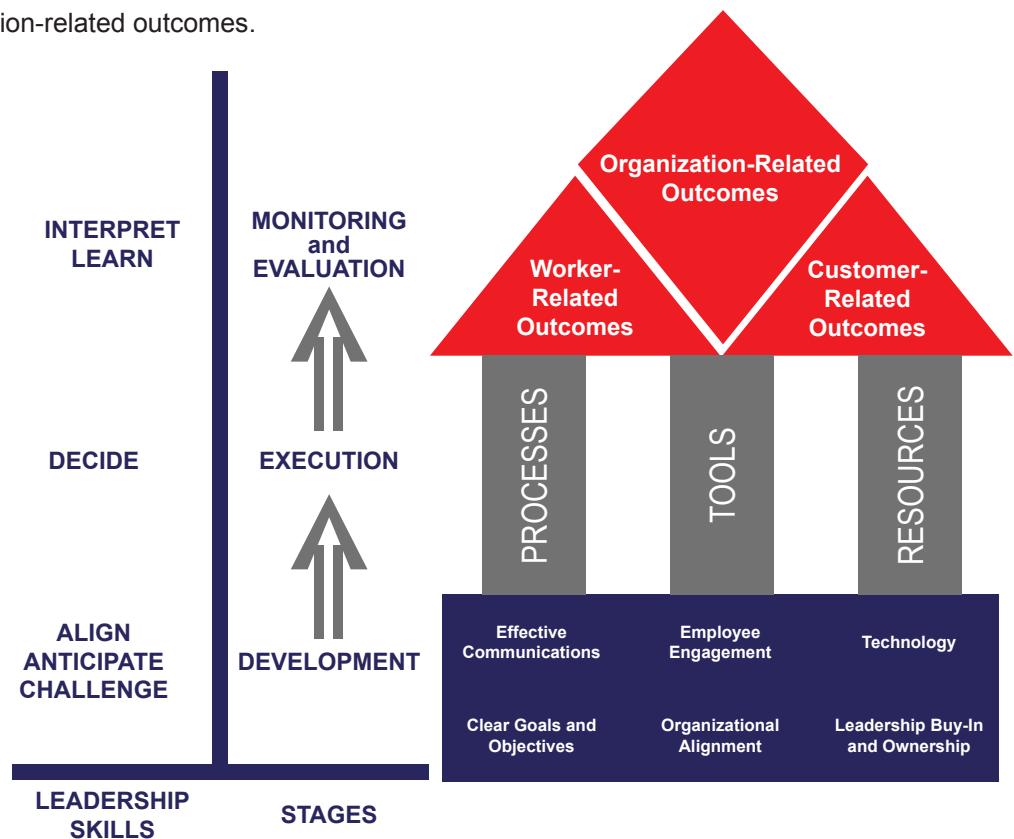 ion-related outcomes.
INTERPRET
LEARN
MONITORING
and
EVALUATION
DECIDE
EXECUTION
ALIGN
ANTICIPATE
CHALLENGE
DEVELOPMENT
LEADERSHIP
SKILLS
STAGES
Organization-Related
Outcomes
Worker-
Related
Outcomes
Customer-
Related
Outcomes
PROCESSES
TOOLS
RESOURCES
Effective
Communications
Employee
Engagement
Technology
Clear Goals and
Objectives
Organizational
Alignment
Leadership Buy-In
and Ownership